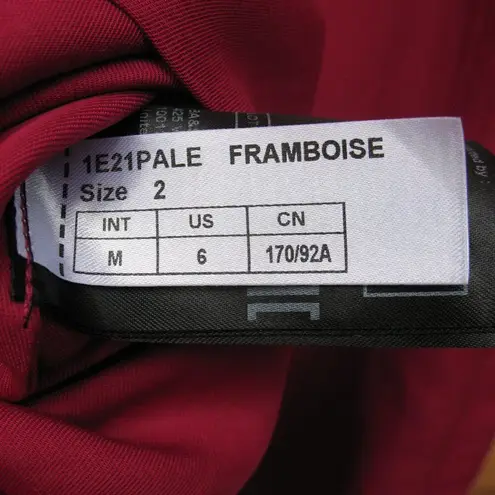 1E21PALE FRAMBOISE
Size 2
INT US CN
M 6 170/92A